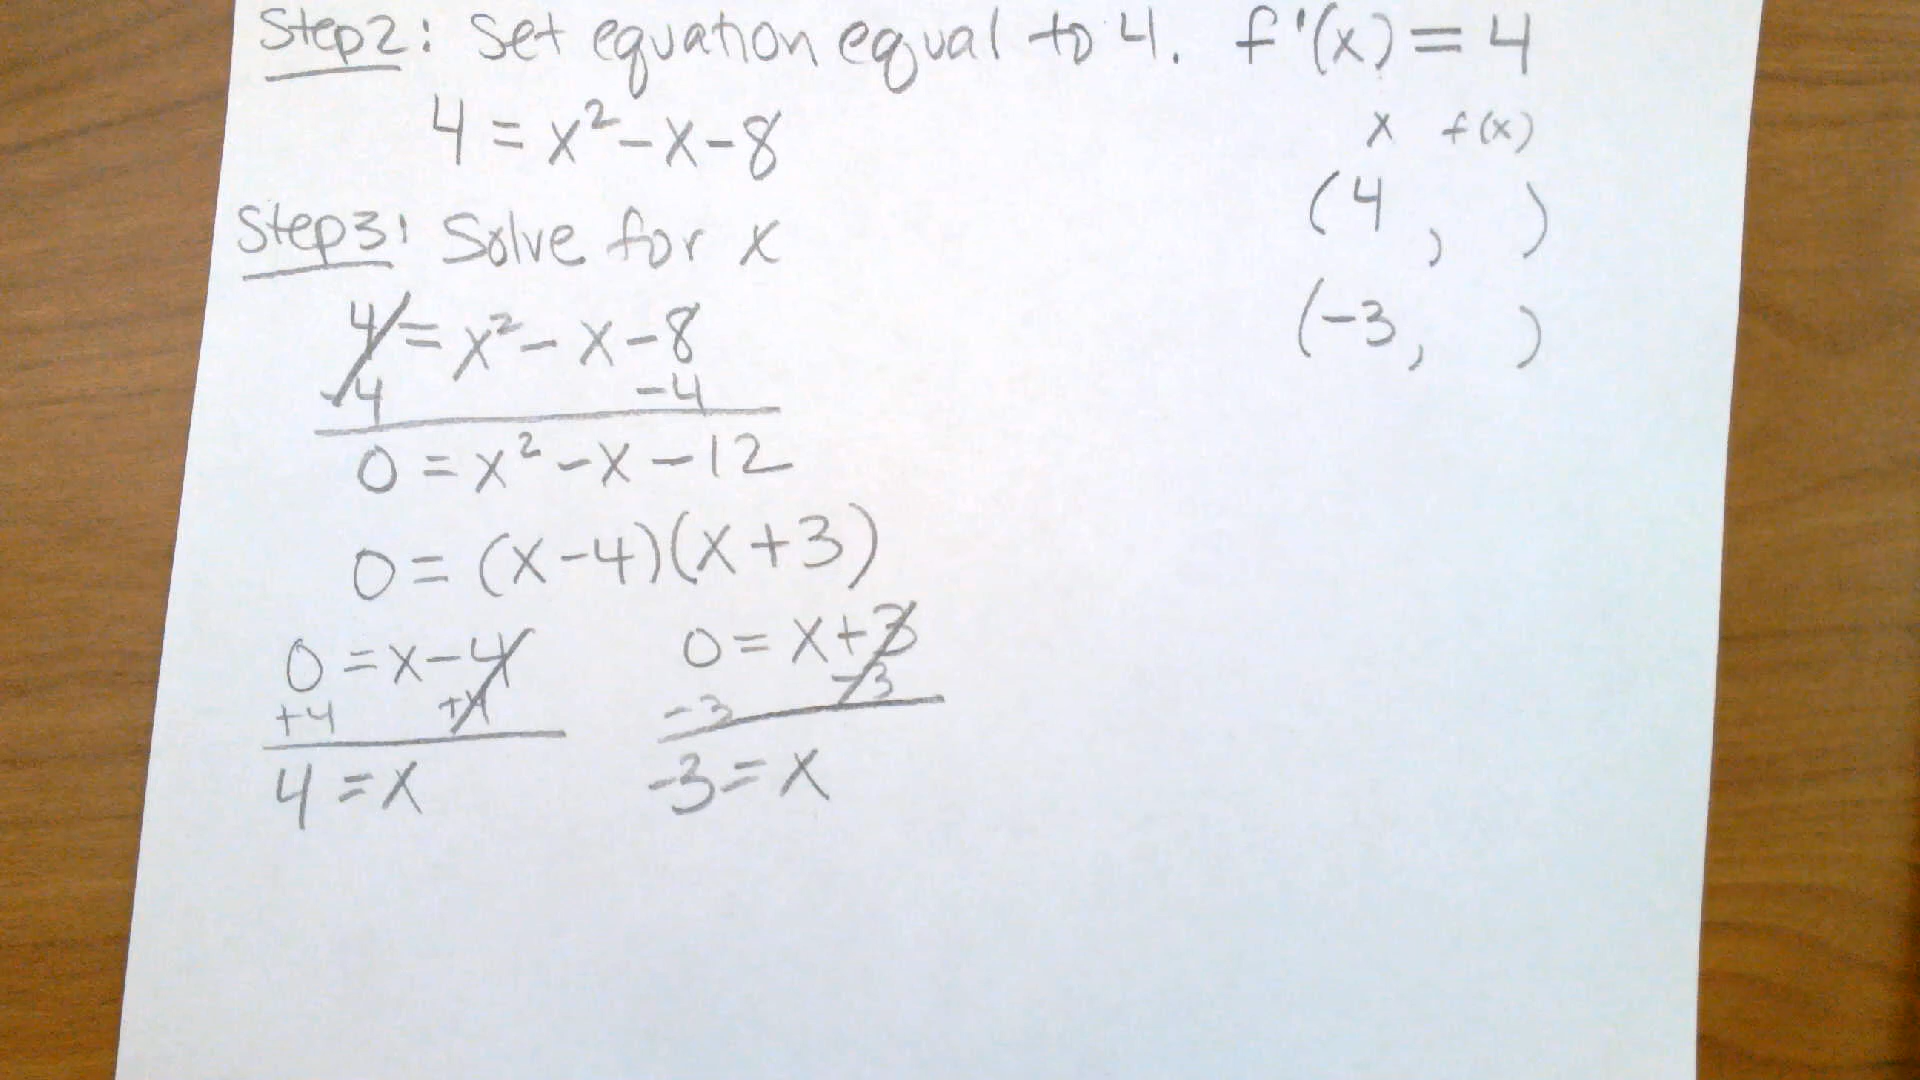 Step2: Set equation equal to 4. f'(x) = 4
4 = x² - x - 8
x f(x)
(4, )
(-3, )
Step3: Solve for x
4 = x² - x - 8
-4 -4
0 = x² - x - 12
0 = (x-4)(x+3)
0 = x - 4
+4 +4
4 = x
0 = x + 3
-3 -3
-3 = x